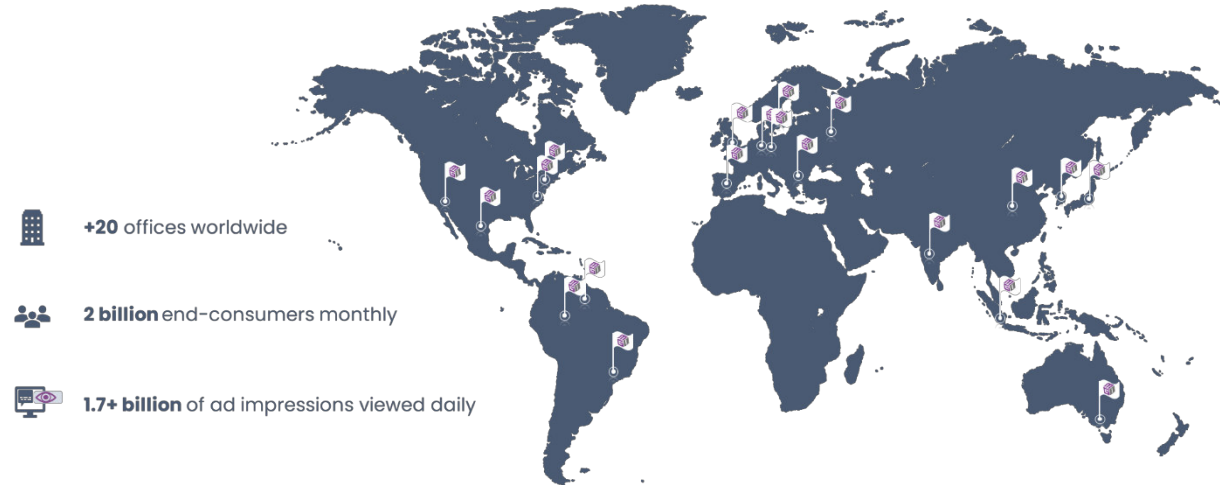 +20 offices worldwide
2 billion end-consumers monthly
1.7+ billion of ad impressions viewed daily